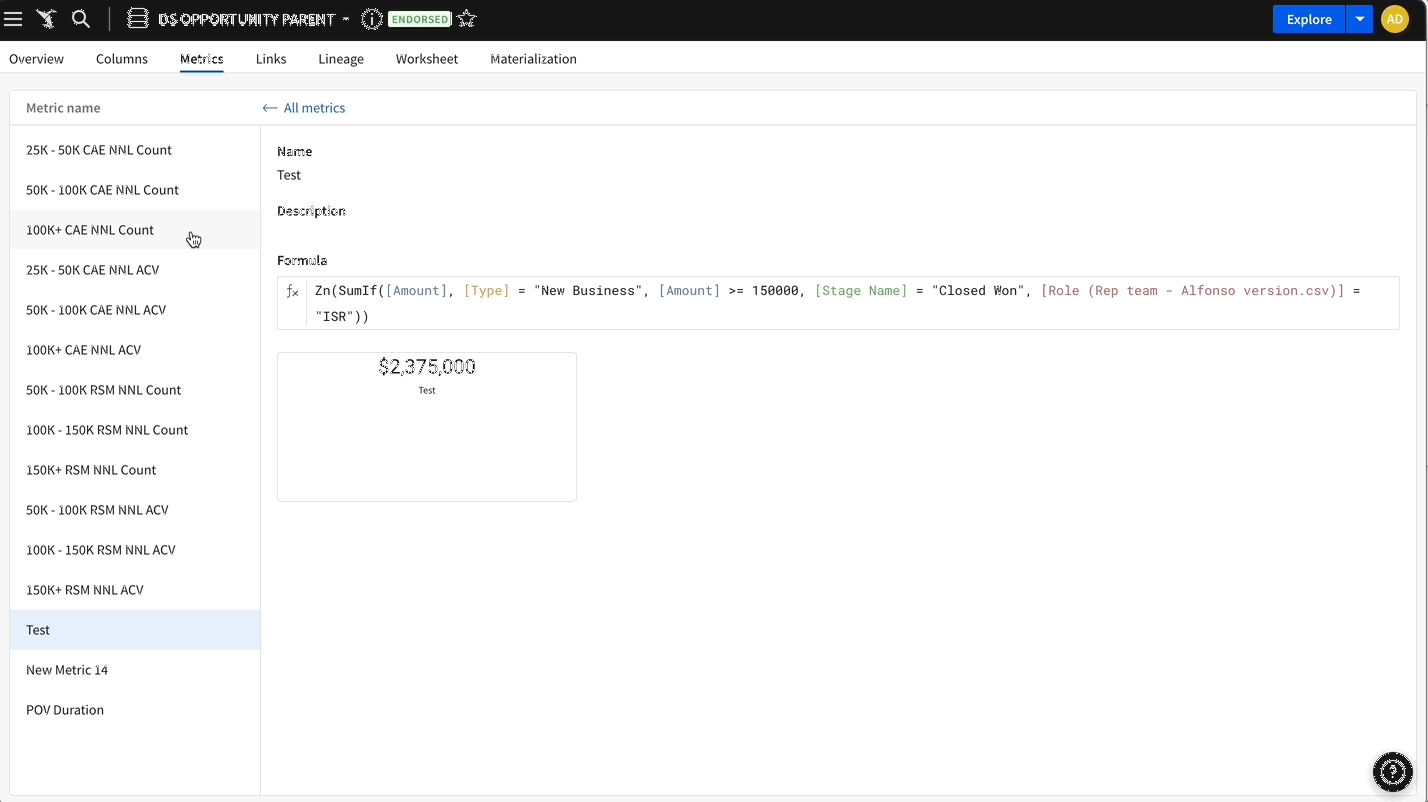 DS OPPORTUNITY PARENT ENDORSED Explore AD
Overview Columns Metrics Links Lineage Worksheet Materialization
Metric name
← All metrics
25K - 50K CAE NNL Count
50K - 100K CAE NNL Count
100K+ CAE NNL Count
25K - 50K CAE NNL ACV
50K - 100K CAE NNL ACV
100K+ CAE NNL ACV
50K - 100K RSM NNL Count
100K - 150K RSM NNL Count
150K+ RSM NNL Count
50K - 100K RSM NNL ACV
100K - 150K RSM NNL ACV
150K+ RSM NNL ACV
Test
New Metric 14
POV Duration
Name
Test
Description
Formula
fx Zn(SumIf([Amount], [Type] = "New Business", [Amount] >= 150000, [Stage Name] = "Closed Won", [Role (Rep team - Alfonso version.csv)] =
"ISR"))
$2,375,000
Test
?